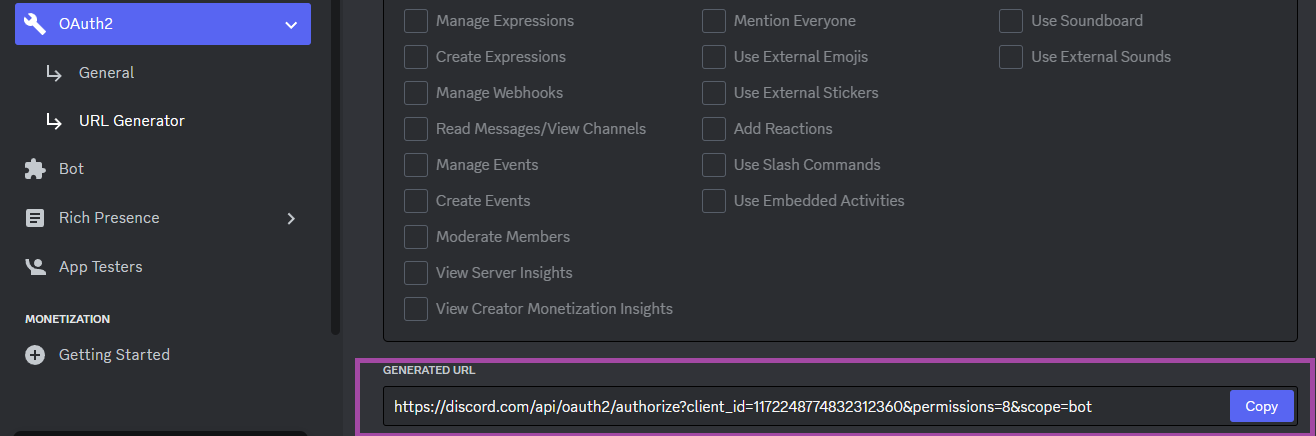 OAuth2
General
URL Generator
Bot
Rich Presence
App Testers
MONETIZATION
Getting Started
Manage Expressions
Create Expressions
Manage Webhooks
Read Messages/View Channels
Manage Events
Create Events
Moderate Members
View Server Insights
View Creator Monetization Insights
Mention Everyone
Use External Emojis
Use External Stickers
Add Reactions
Use Slash Commands
Use Embedded Activities
Use Soundboard
Use External Sounds
GENERATED URL
https://discord.com/api/oauth2/authorize?client_id=1172248774832312360&permissions=8&scope=bot
Copy